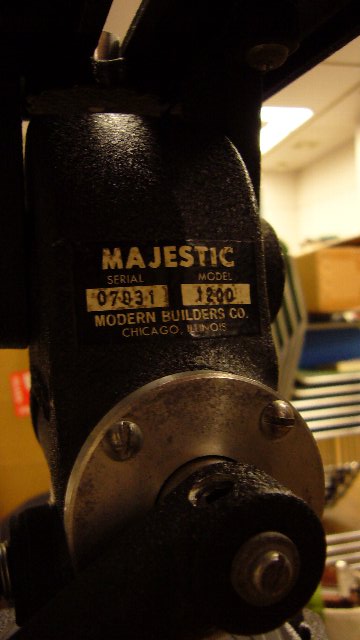 MAJESTIC
SERIAL MODEL
07031 1200
MODERN BUILDERS CO.
CHICAGO, ILLINOIS